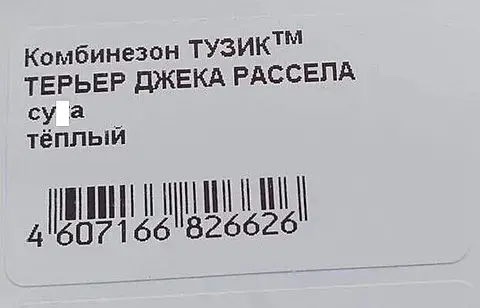 Комбинезон ТУЗИК™
ТЕРЬЕР ДЖЕКА РАССЕЛА
тёплый
4 607166 826626